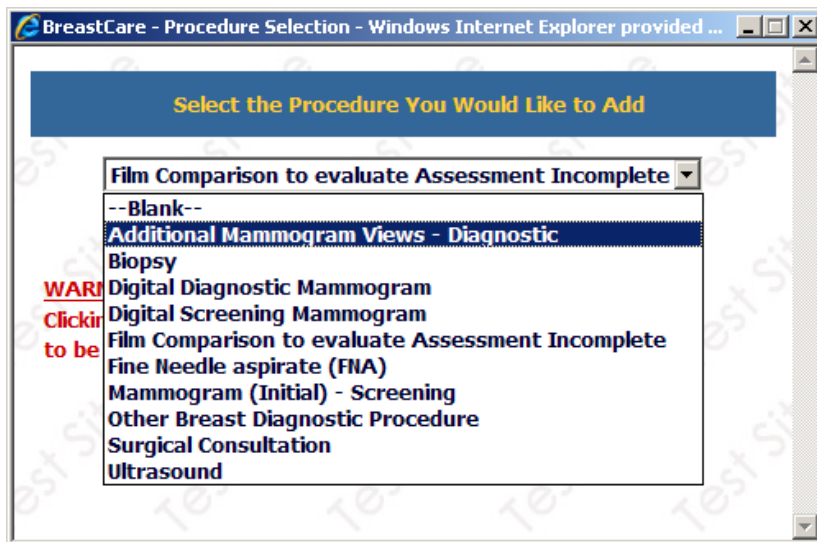 BreastCare - Procedure Selection - Windows Internet Explorer provided ...
Select the Procedure You Would Like to Add
Film Comparison to evaluate Assessment Incomplete
--Blank--
Additional Mammogram Views - Diagnostic
Biopsy
Digital Diagnostic Mammogram
Digital Screening Mammogram
Film Comparison to evaluate Assessment Incomplete
Fine Needle aspirate (FNA)
Mammogram (Initial) - Screening
Other Breast Diagnostic Procedure
Surgical Consultation
Ultrasound
to be